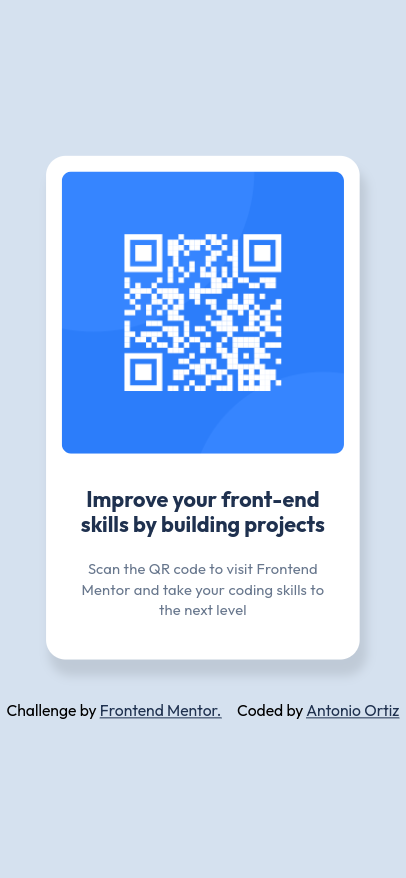 Improve your front-end
skills by building projects
Scan the QR code to visit Frontend
Mentor and take your coding skills to
the next level
Challenge by Frontend Mentor. Coded by Antonio Ortiz